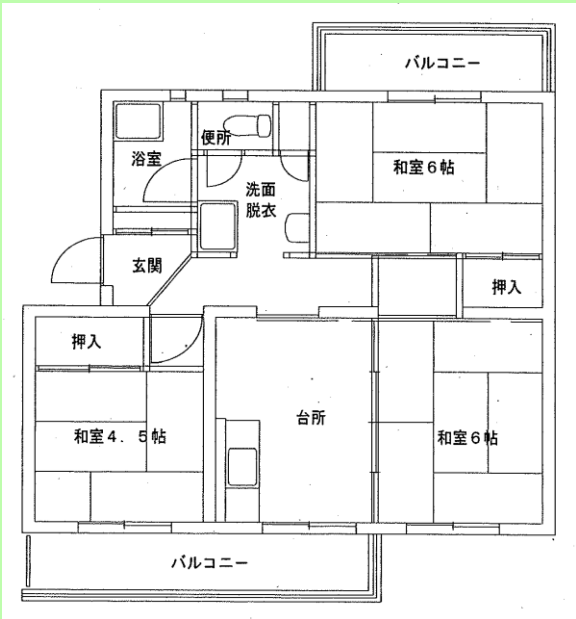 バルコニー
便所
浴室
和室6帖
洗面
脱衣
玄関
押入
押入
台所
和室4.5帖
和室6帖
バルコニー